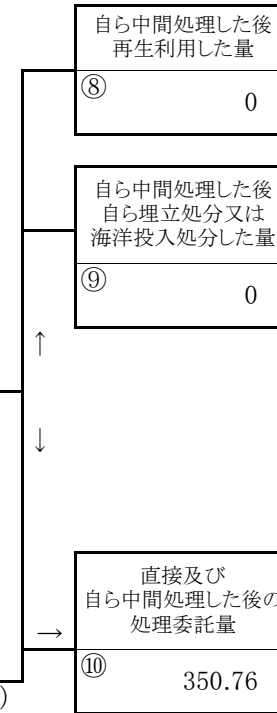 自ら中間処理した後
再生利用した量
⑧
0
自ら中間処理した後
自ら埋立処分又は
海洋投入処分した量
⑨
0
↑
↓
直接及び
自ら中間処理した後の
処理委託量
→
⑩
350.76
)